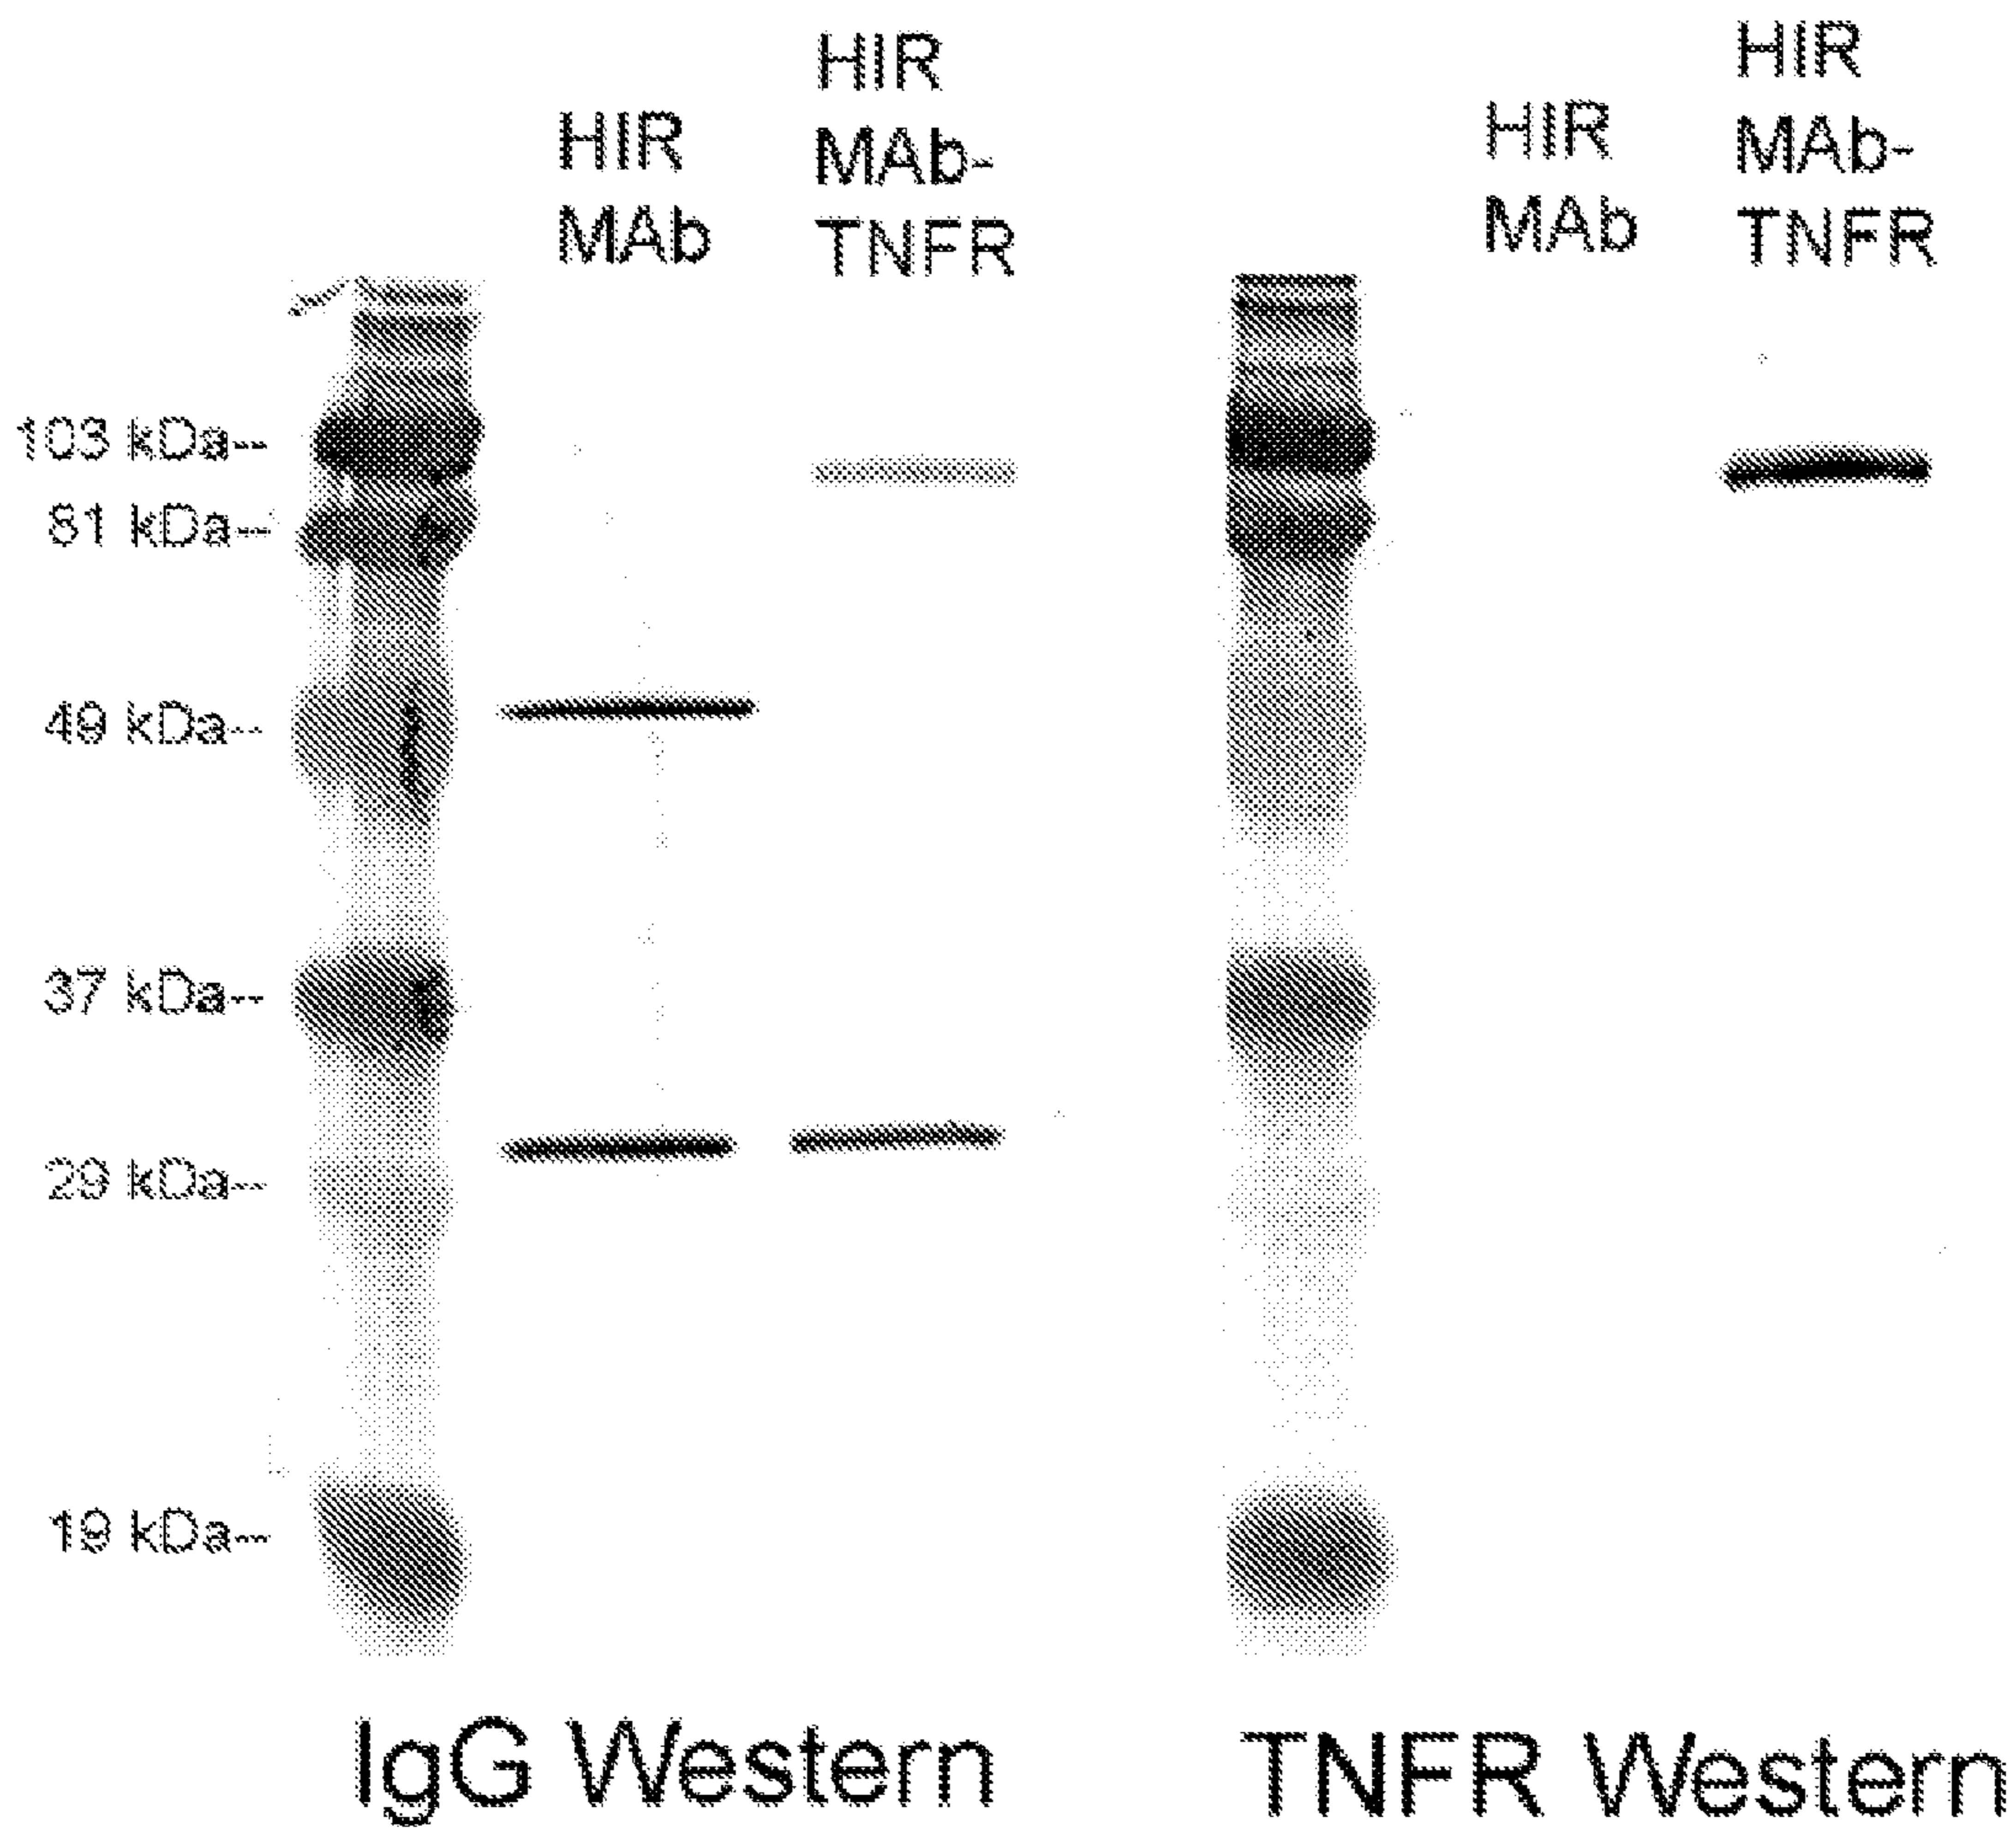 HIR
MAb
HIR
MAb-
TNFR
HIR
MAb
HIR
MAb-
TNFR
103 kDa--
81 kDa--
49 kDa--
37 kDa--
29 kDa--
19 kDa--
IgG Western
TNFR Western